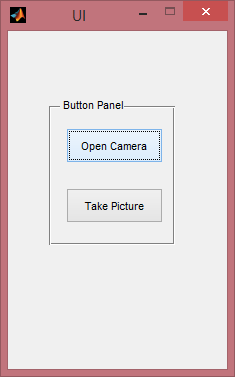 UI
Button Panel
Open Camera
Take Picture